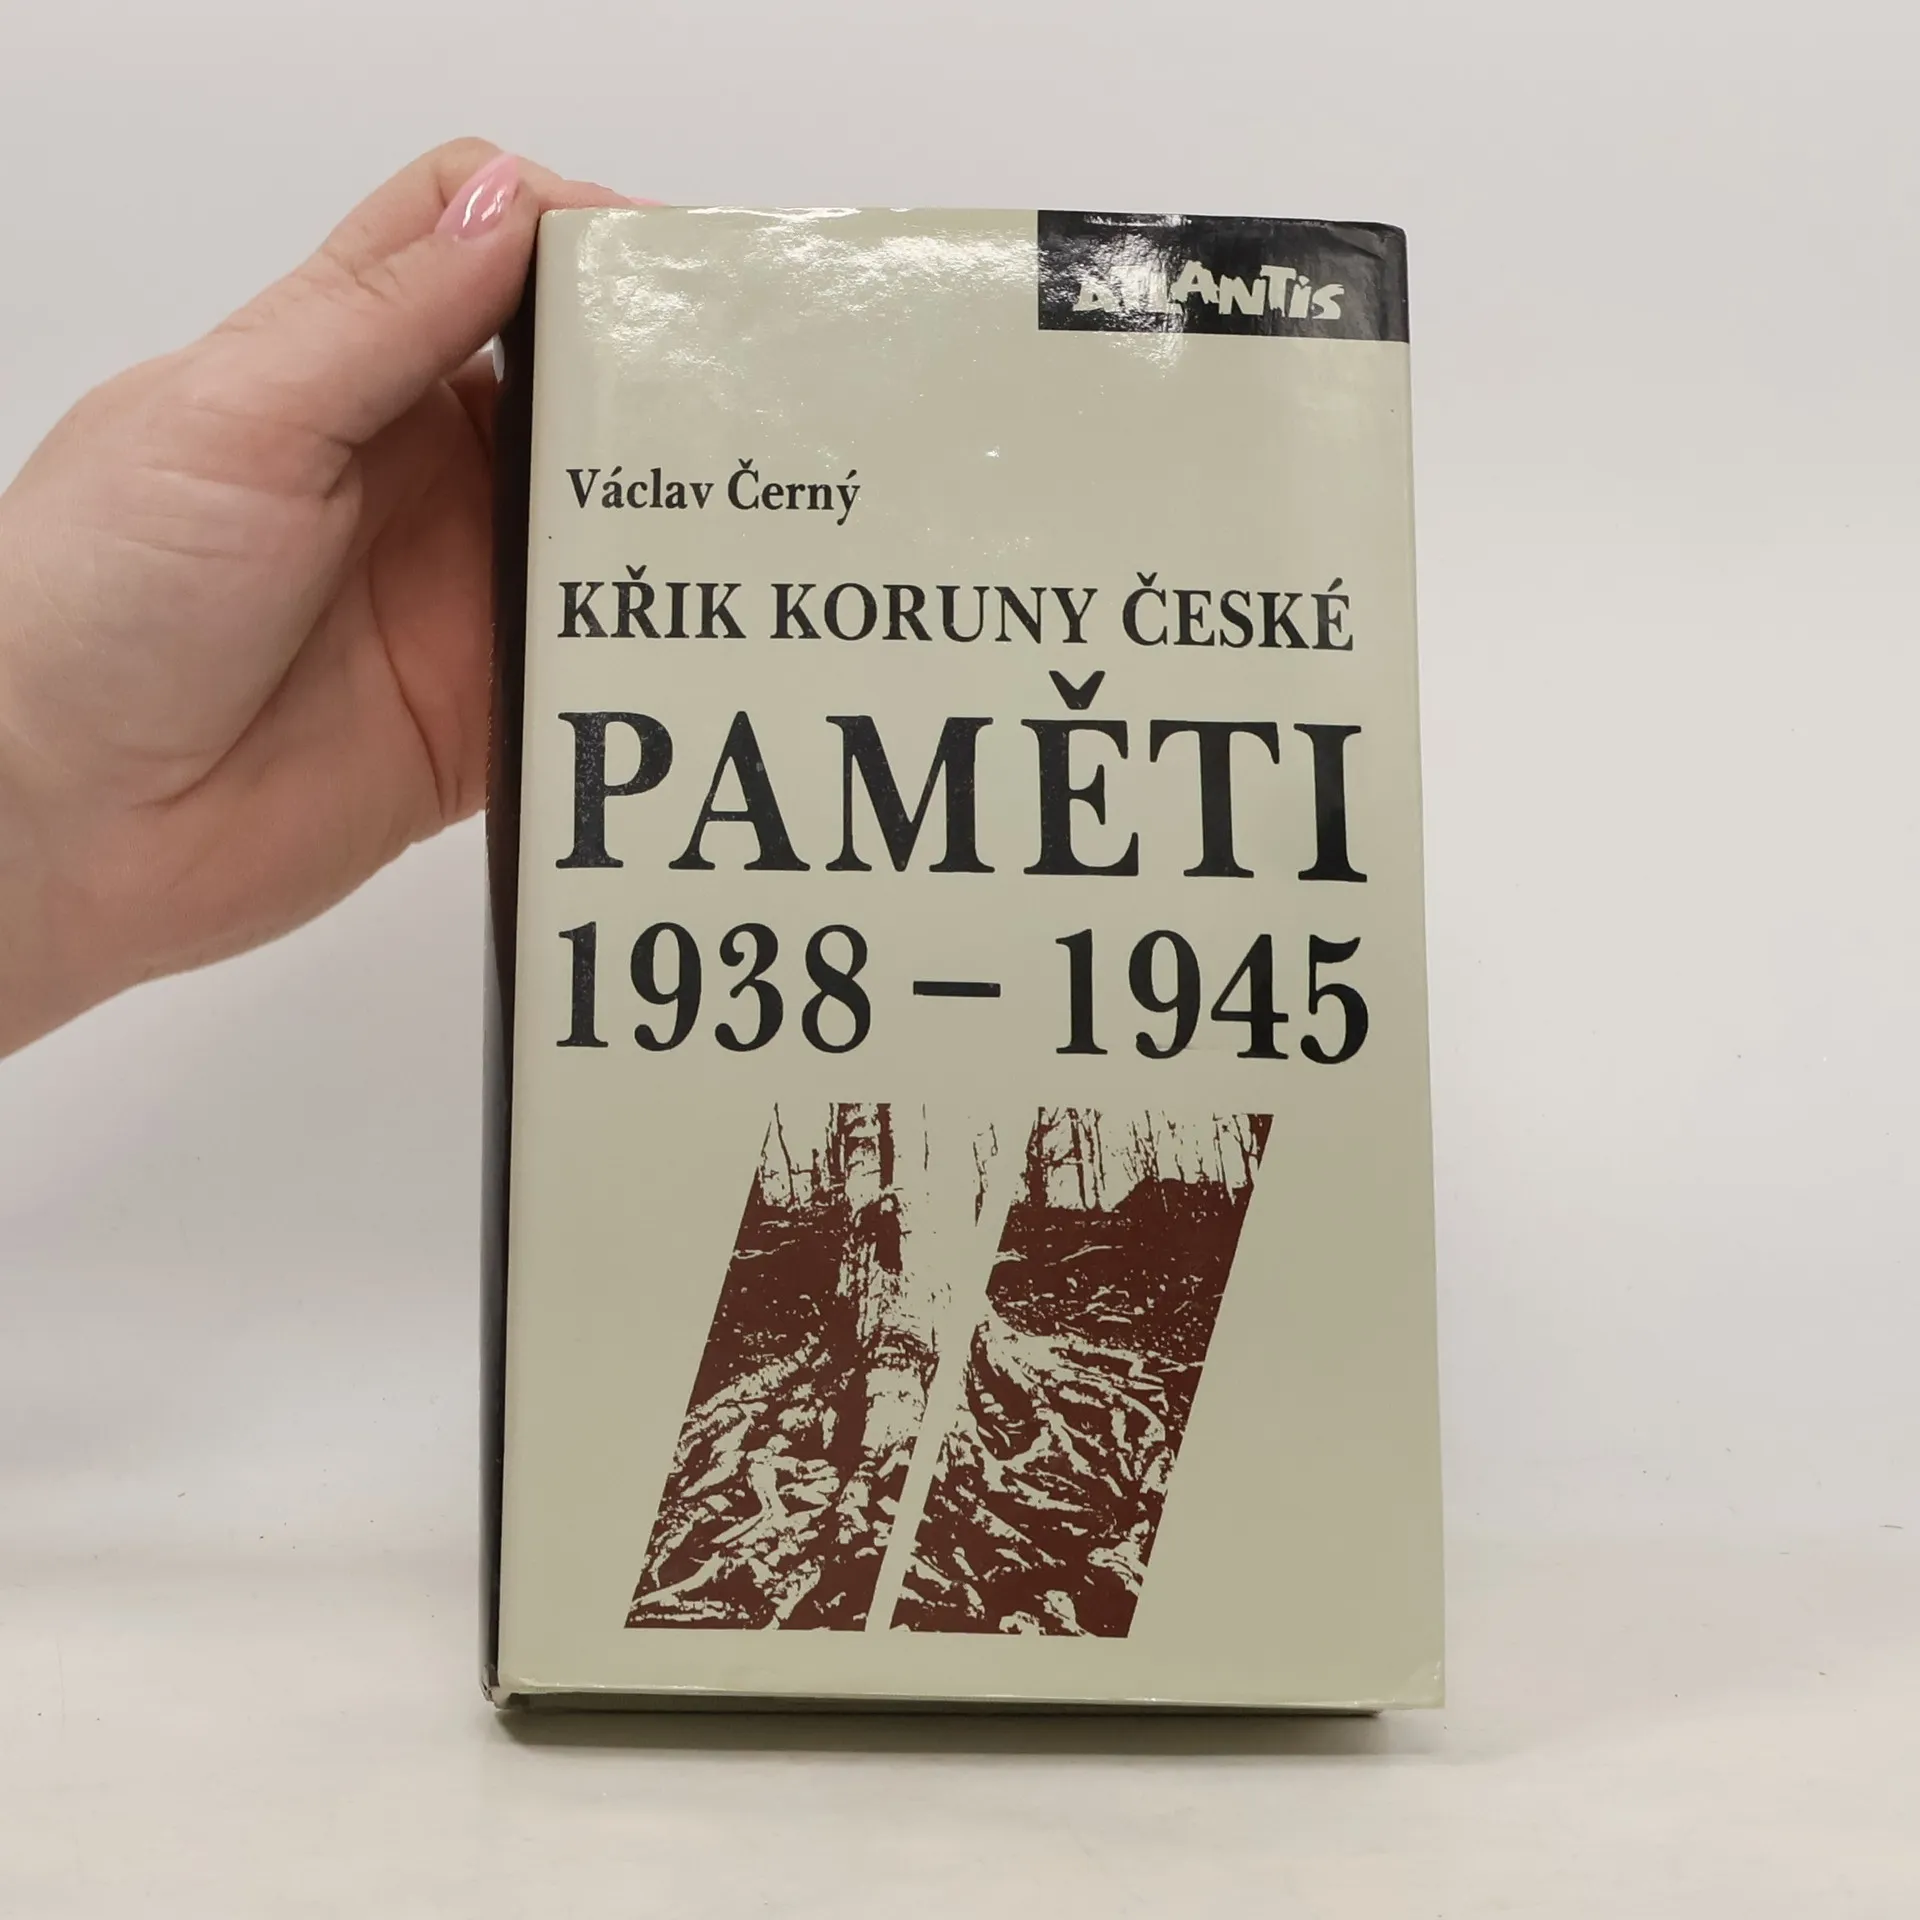 ATLANTIS
Václav Černý
KŘIK KORUNY ČESKÉ
PAMĚTI
1938 – 1945